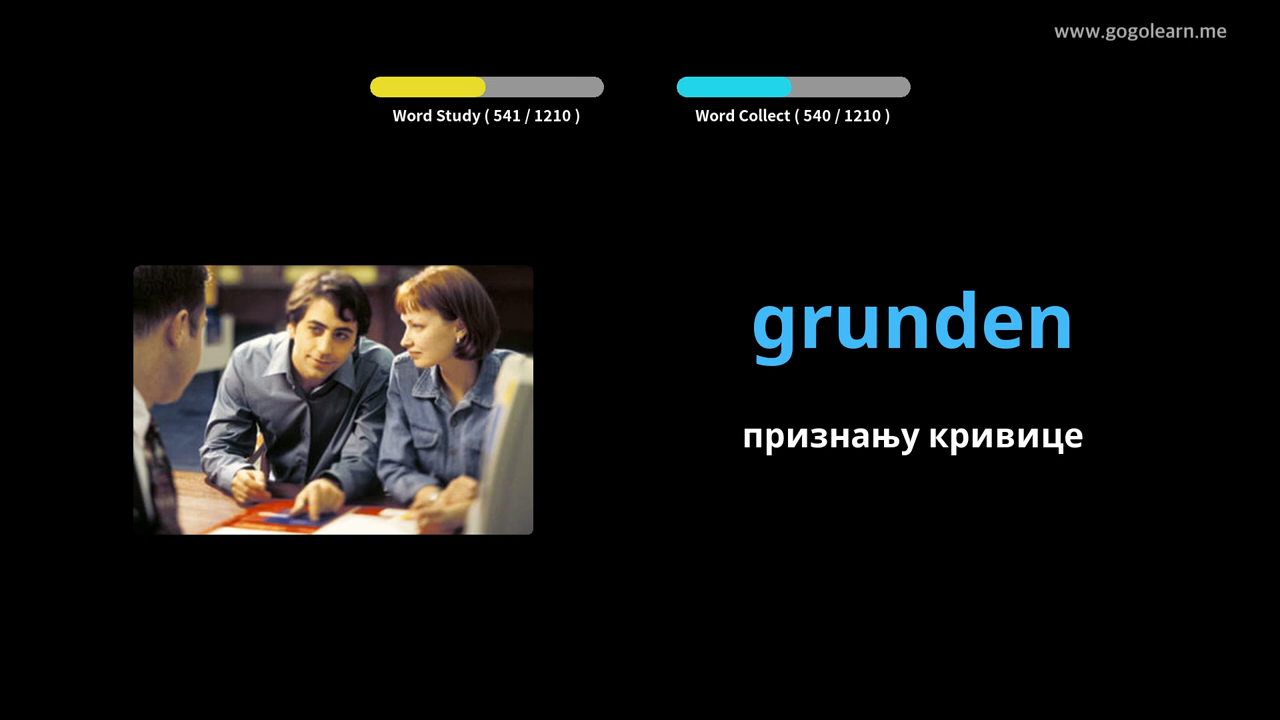 www.gogolearn.me
Word Study ( 541 / 1210 )
Word Collect ( 540 / 1210 )
grunden
признању кривице